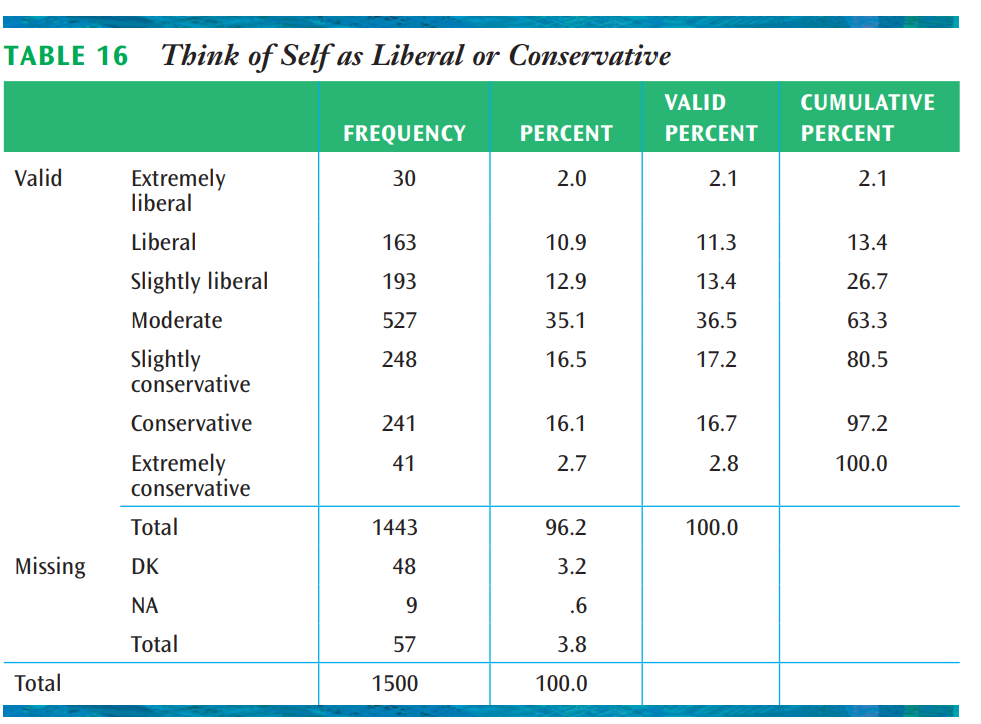 TABLE 16 Think of Self as Liberal or Conservative
FREQUENCY PERCENT VALID PERCENT CUMULATIVE PERCENT
Valid Extremely liberal 30 2.0 2.1 2.1
Liberal 163 10.9 11.3 13.4
Slightly liberal 193 12.9 13.4 26.7
Moderate 527 35.1 36.5 63.3
Slightly conservative 248 16.5 17.2 80.5
Conservative 241 16.1 16.7 97.2
Extremely conservative 41 2.7 2.8 100.0
Total 1443 96.2 100.0
Missing DK 48 3.2
NA 9 .6
Total 57 3.8
Total 1500 100.0